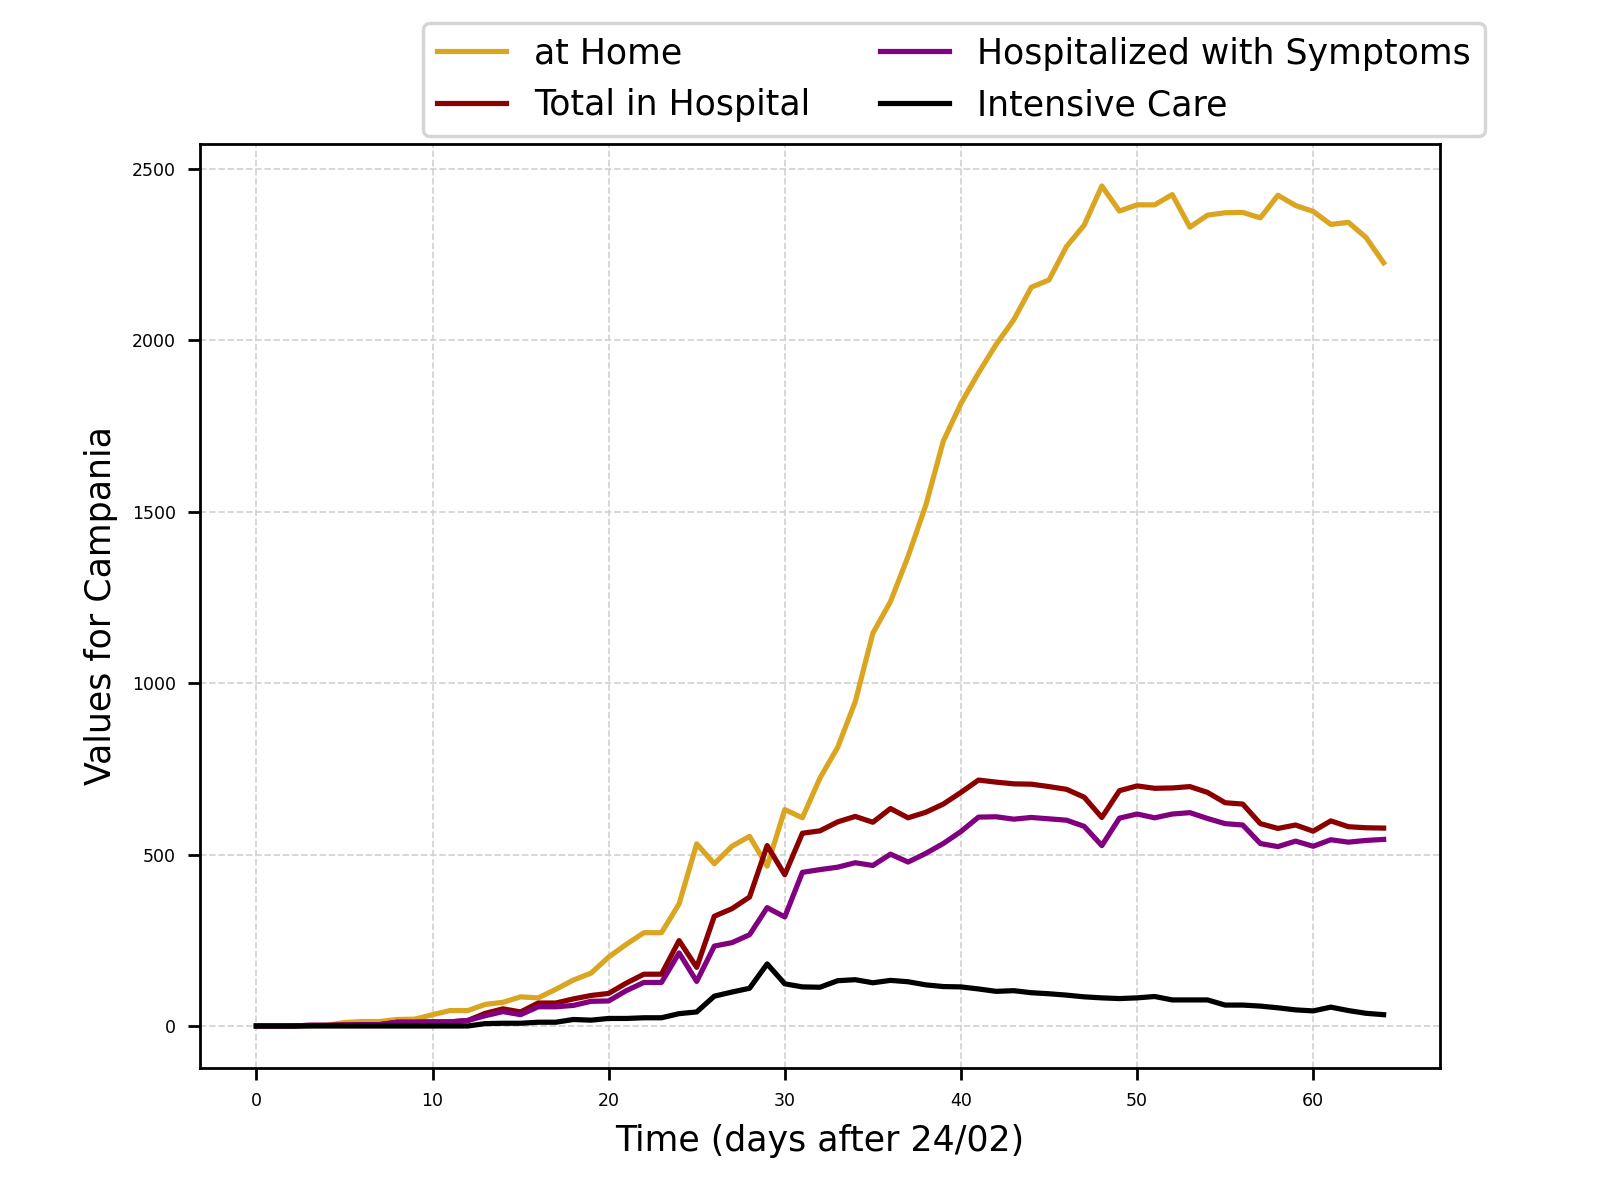 at Home
Total in Hospital
Hospitalized with Symptoms
Intensive Care
2500
2000
1500
1000
500
0
Values for Campania
0 10 20 30 40 50 60
Time (days after 24/02)